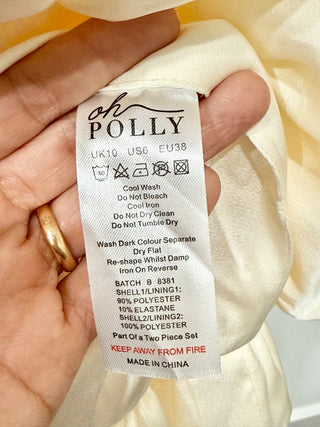 oh
POLLY
UK10 US6 EU38
30
Cool Wash
Do Not Bleach
Cool Iron
Do Not Dry Clean
Do Not Tumble Dry
Wash Dark Colour Separate
Dry Flat
Re-shape Whilst Damp
Iron On Reverse
BATCH B 8381
SHELL1/LINING1:
90% POLYESTER
10% ELASTANE
SHELL2/LINING2:
100% POLYESTER
Part Of a Two Piece Set
KEEP AWAY FROM FIRE
MADE IN CHINA